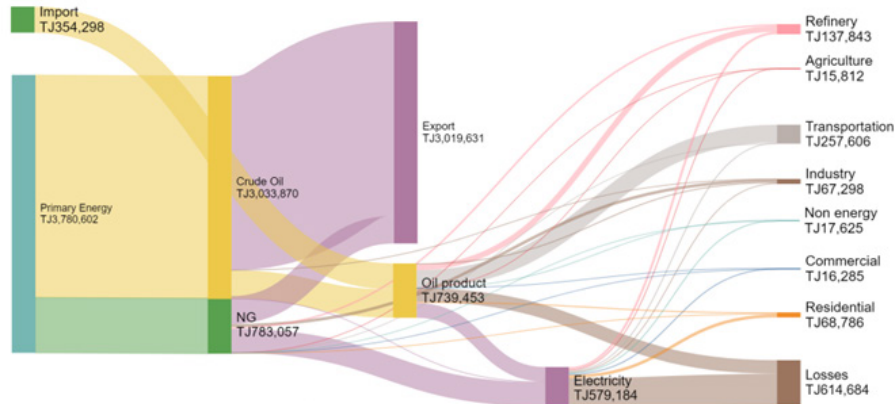 Import
TJ354,298
Primary Energy
TJ3,780,602
Crude Oil
TJ3,033,870
NG
TJ783,057
Export
TJ3,019,631
Oil product
TJ739,453
Electricity
TJ579,184
Refinery
TJ137,843
Agriculture
TJ15,812
Transportation
TJ257,606
Industry
TJ67,298
Non energy
TJ17,625
Commercial
TJ16,285
Residential
TJ68,786
Losses
TJ614,684